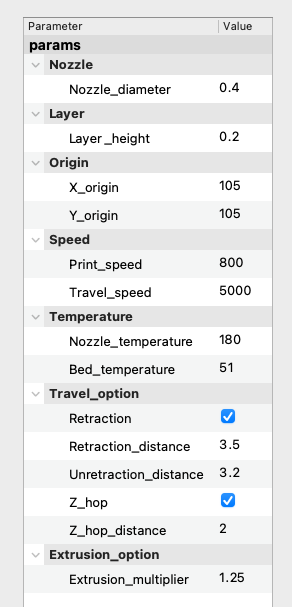 Parameter Value
params
Nozzle
Nozzle_diameter 0.4
Layer
Layer_height 0.2
Origin
X_origin 105
Y_origin 105
Speed
Print_speed 800
Travel_speed 5000
Temperature
Nozzle_temperature 180
Bed_temperature 51
Travel_option
Retraction
Retraction_distance 3.5
Unretraction_distance 3.2
Z_hop
Z_hop_distance 2
Extrusion_option
Extrusion_multiplier 1.25